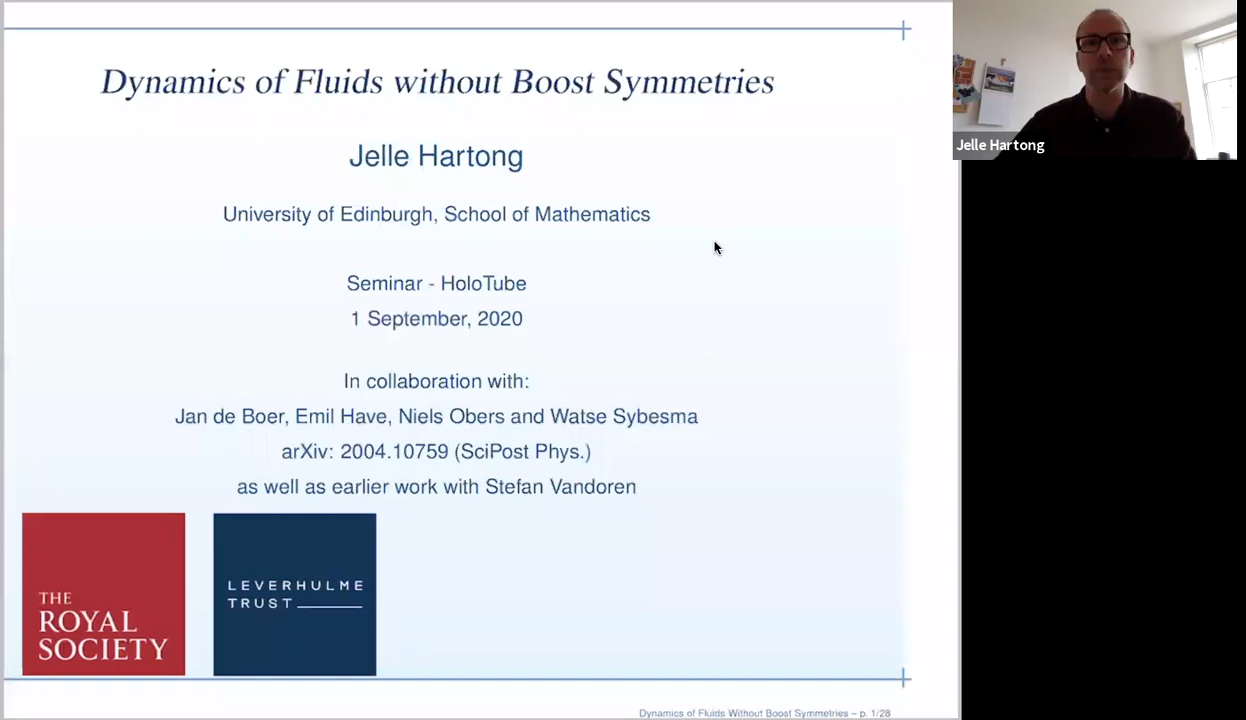 Dynamics of Fluids without Boost Symmetries
Jelle Hartong
University of Edinburgh, School of Mathematics
Seminar - HoloTube
1 September, 2020
In collaboration with:
Jan de Boer, Emil Have, Niels Obers and Watse Sybesma
arXiv: 2004.10759 (SciPost Phys.)
as well as earlier work with Stefan Vandoren
THE
ROYAL
SOCIETY
LEVERHULME
TRUST
Dynamics of Fluids Without Boost Symmetries – p. 1/28
Jelle Hartong